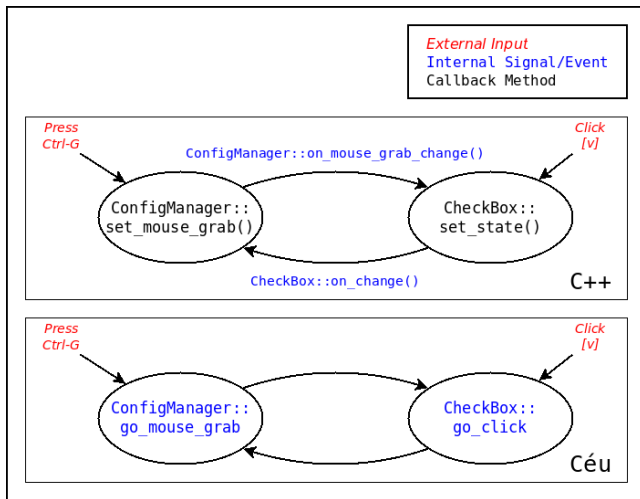 External Input
Internal Signal/Event
Callback Method
Press
Ctrl-G
Click
[v]
ConfigManager::on_mouse_grab_change()
ConfigManager::
set_mouse_grab()
CheckBox::
set_state()
CheckBox::on_change()
C++
Press
Ctrl-G
Click
[v]
ConfigManager::
go_mouse_grab
CheckBox::
go_click
Céu